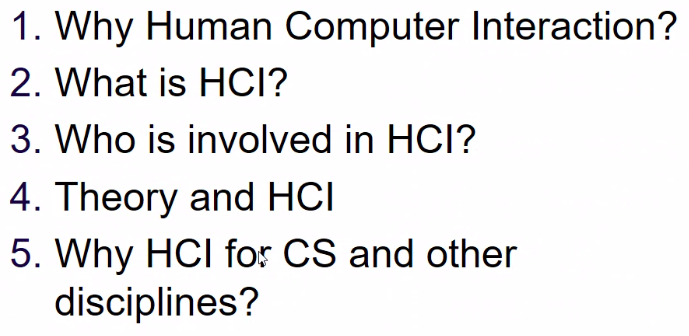 1. Why Human Computer Interaction?
2. What is HCI?
3. Who is involved in HCI?
4. Theory and HCI
5. Why HCI for CS and other
disciplines?